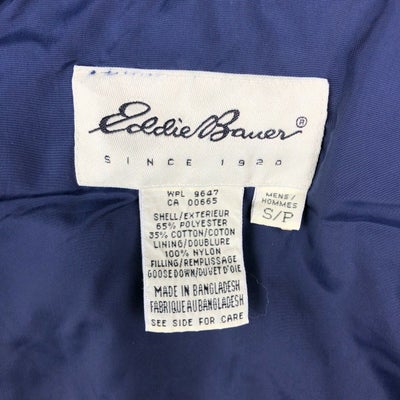 Eddie Bauer®
SINCE 1920
MENS/
HOMMES
S/P
WPL 9647
CA 00665
SHELL/EXTERIEUR
65% POLYESTER
35% COTTON/COTON
LINING/DOUBLURE
100% NYLON
FILLING/REMPLISSAGE
GOOSE DOWN/DUVET D'OIE
MADE IN BANGLADESH
FABRIQUE AU BANGLADESH
SEE SIDE FOR CARE